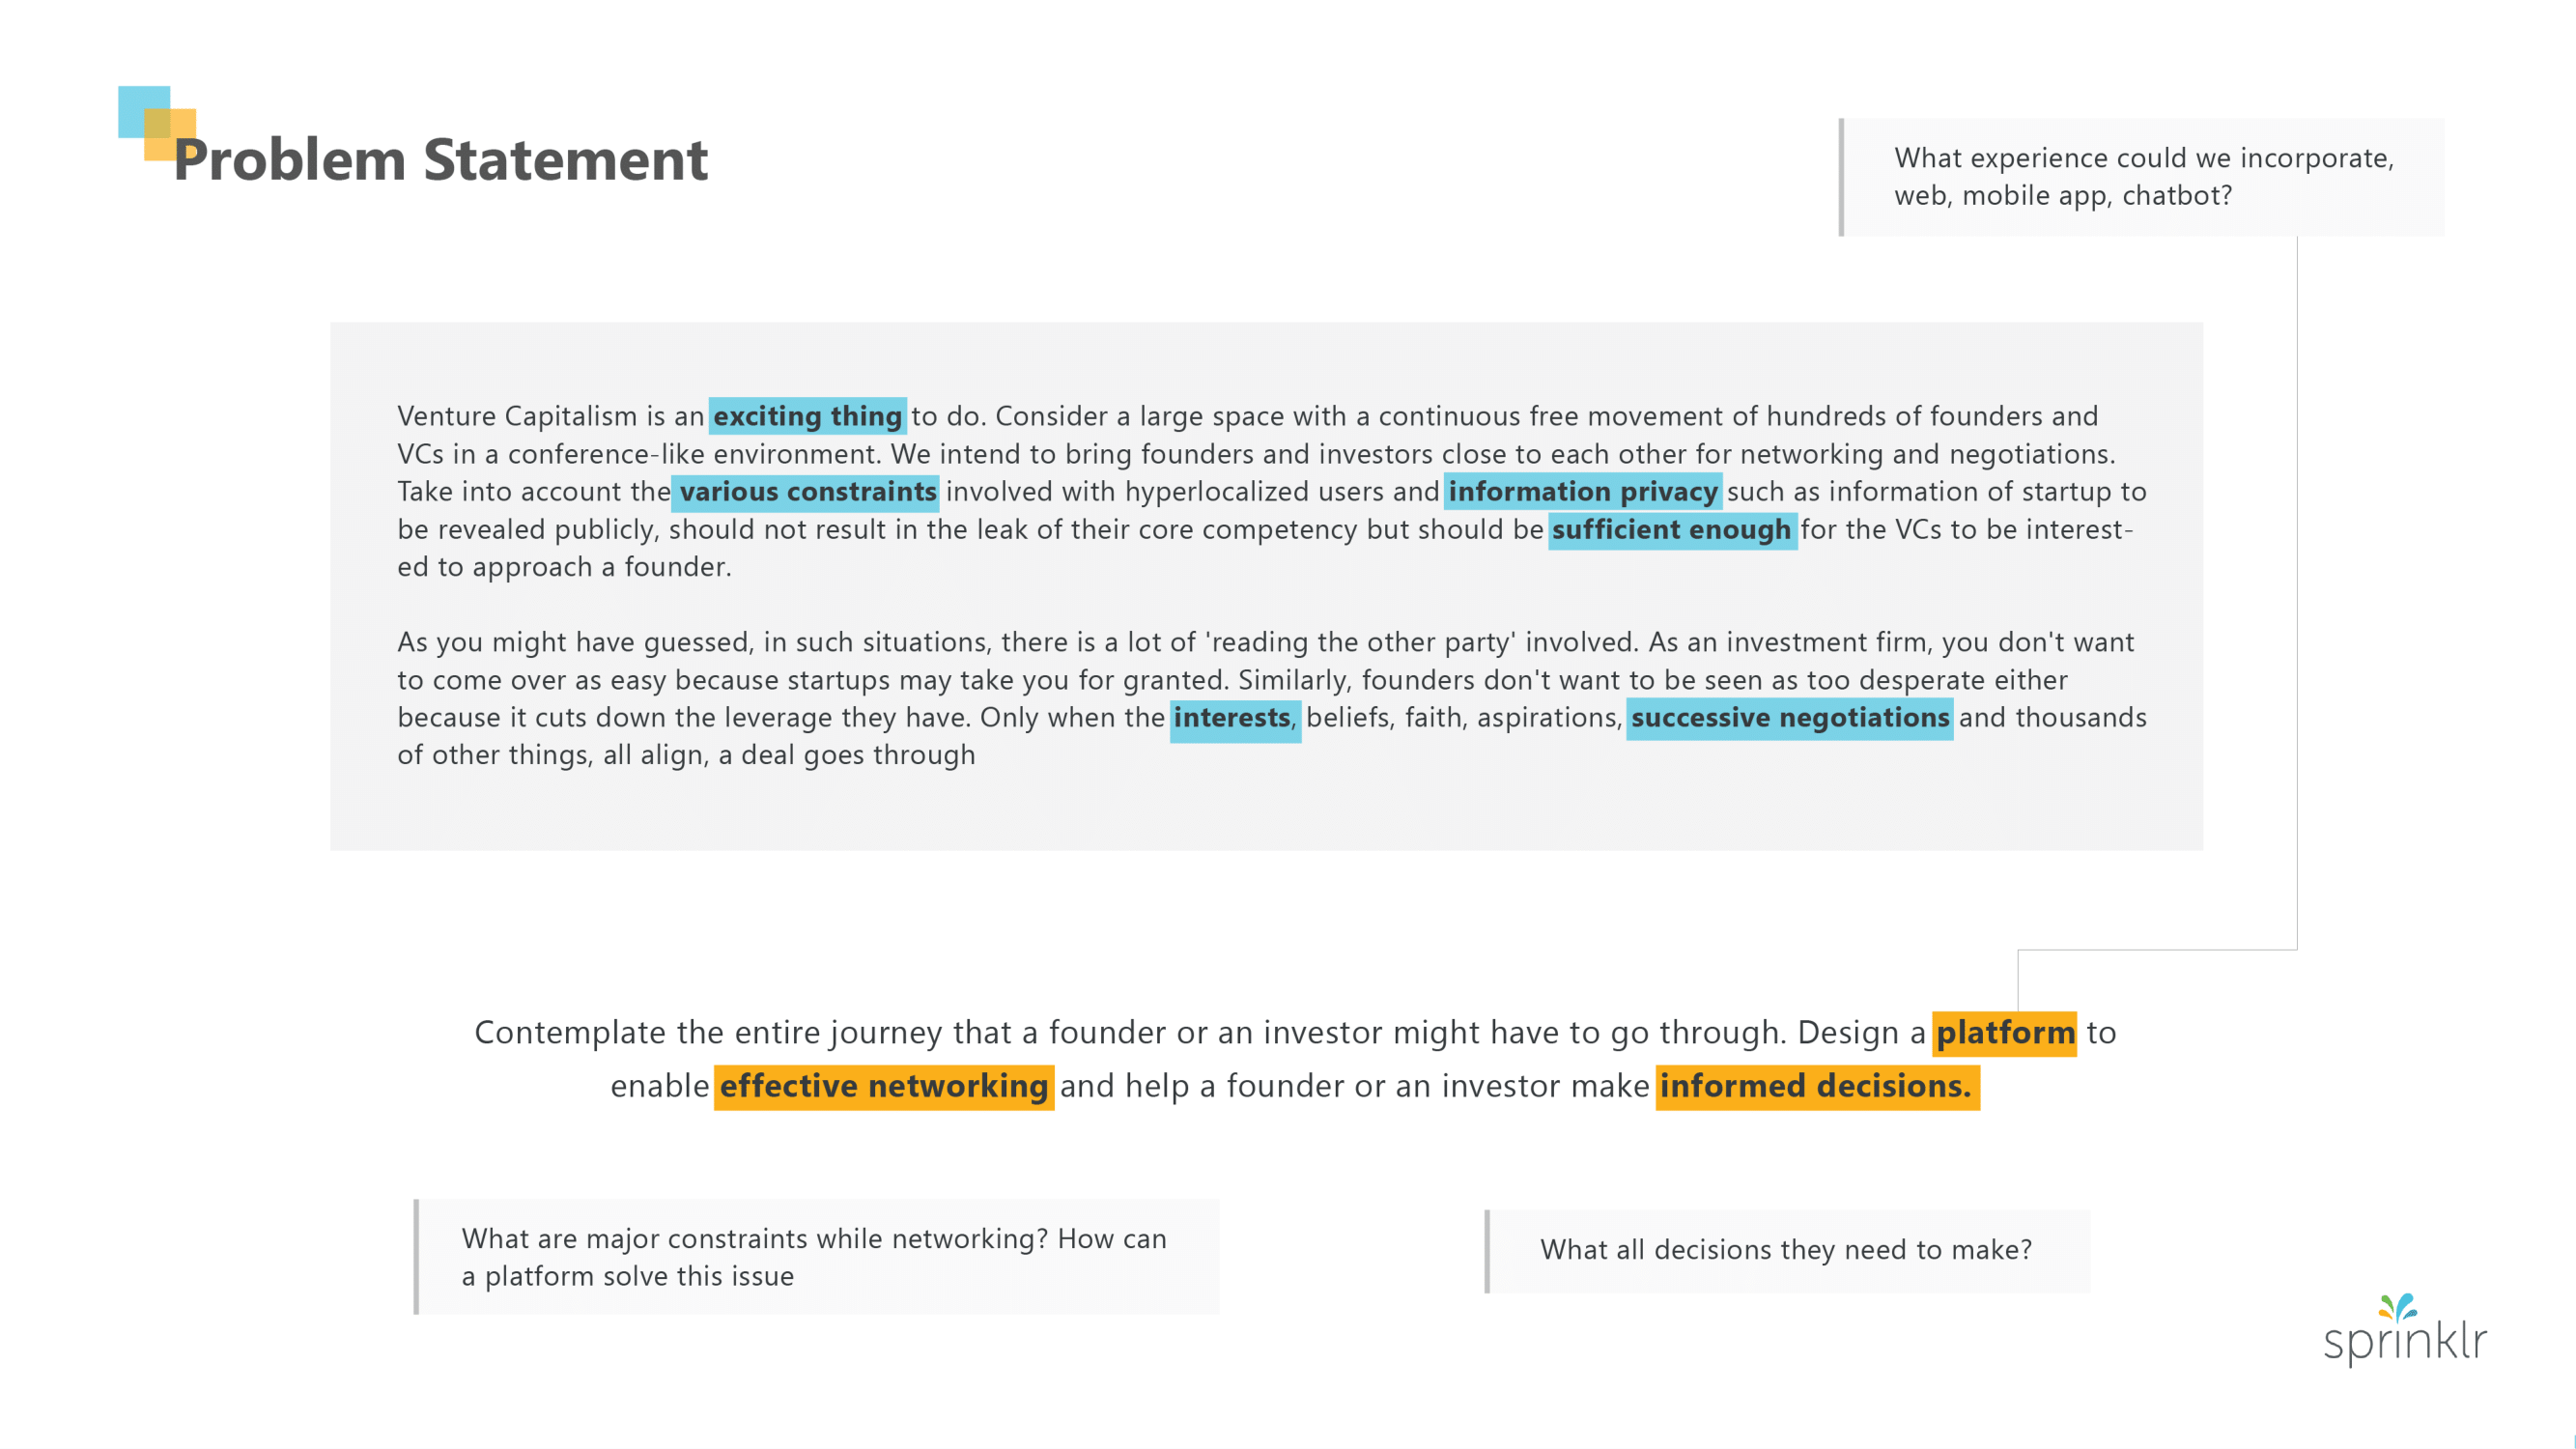 Problem Statement
What experience could we incorporate,
web, mobile app, chatbot?
Venture Capitalism is an exciting thing to do. Consider a large space with a continuous free movement of hundreds of founders and
VCs in a conference-like environment. We intend to bring founders and investors close to each other for networking and negotiations.
Take into account the various constraints involved with hyperlocalized users and information privacy such as information of startup to
be revealed publicly, should not result in the leak of their core competency but should be sufficient enough for the VCs to be interest-
ed to approach a founder.
As you might have guessed, in such situations, there is a lot of 'reading the other party' involved. As an investment firm, you don't want
to come over as easy because startups may take you for granted. Similarly, founders don't want to be seen as too desperate either
because it cuts down the leverage they have. Only when the interests, beliefs, faith, aspirations, successive negotiations and thousands
of other things, all align, a deal goes through
Contemplate the entire journey that a founder or an investor might have to go through. Design a platform to
enable effective networking and help a founder or an investor make informed decisions.
What are major constraints while networking? How can
a platform solve this issue
What all decisions they need to make?
sprinklr